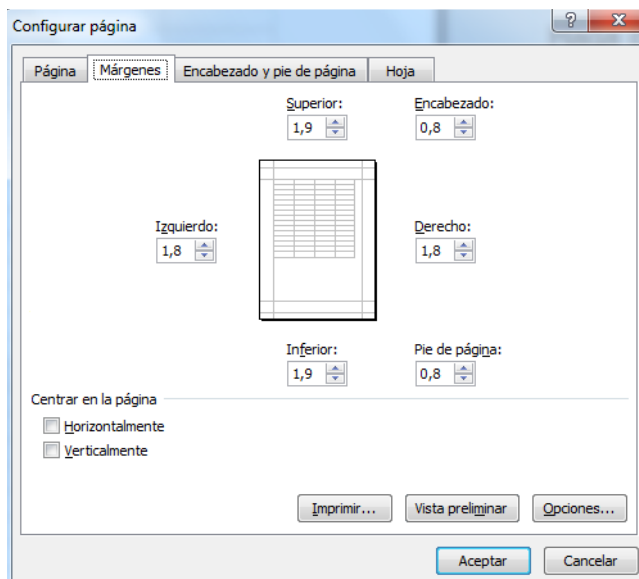 Configurar página
Página Márgenes Encabezado y pie de página Hoja
Superior: Encabezado:
1,9 0,8
Izquierdo: Derecho:
1,8 1,8
Inferior: Pie de página:
1,9 0,8
Centrar en la página
Horizontalmente
Verticalmente
Imprimir... Vista preliminar Opciones...
Aceptar Cancelar